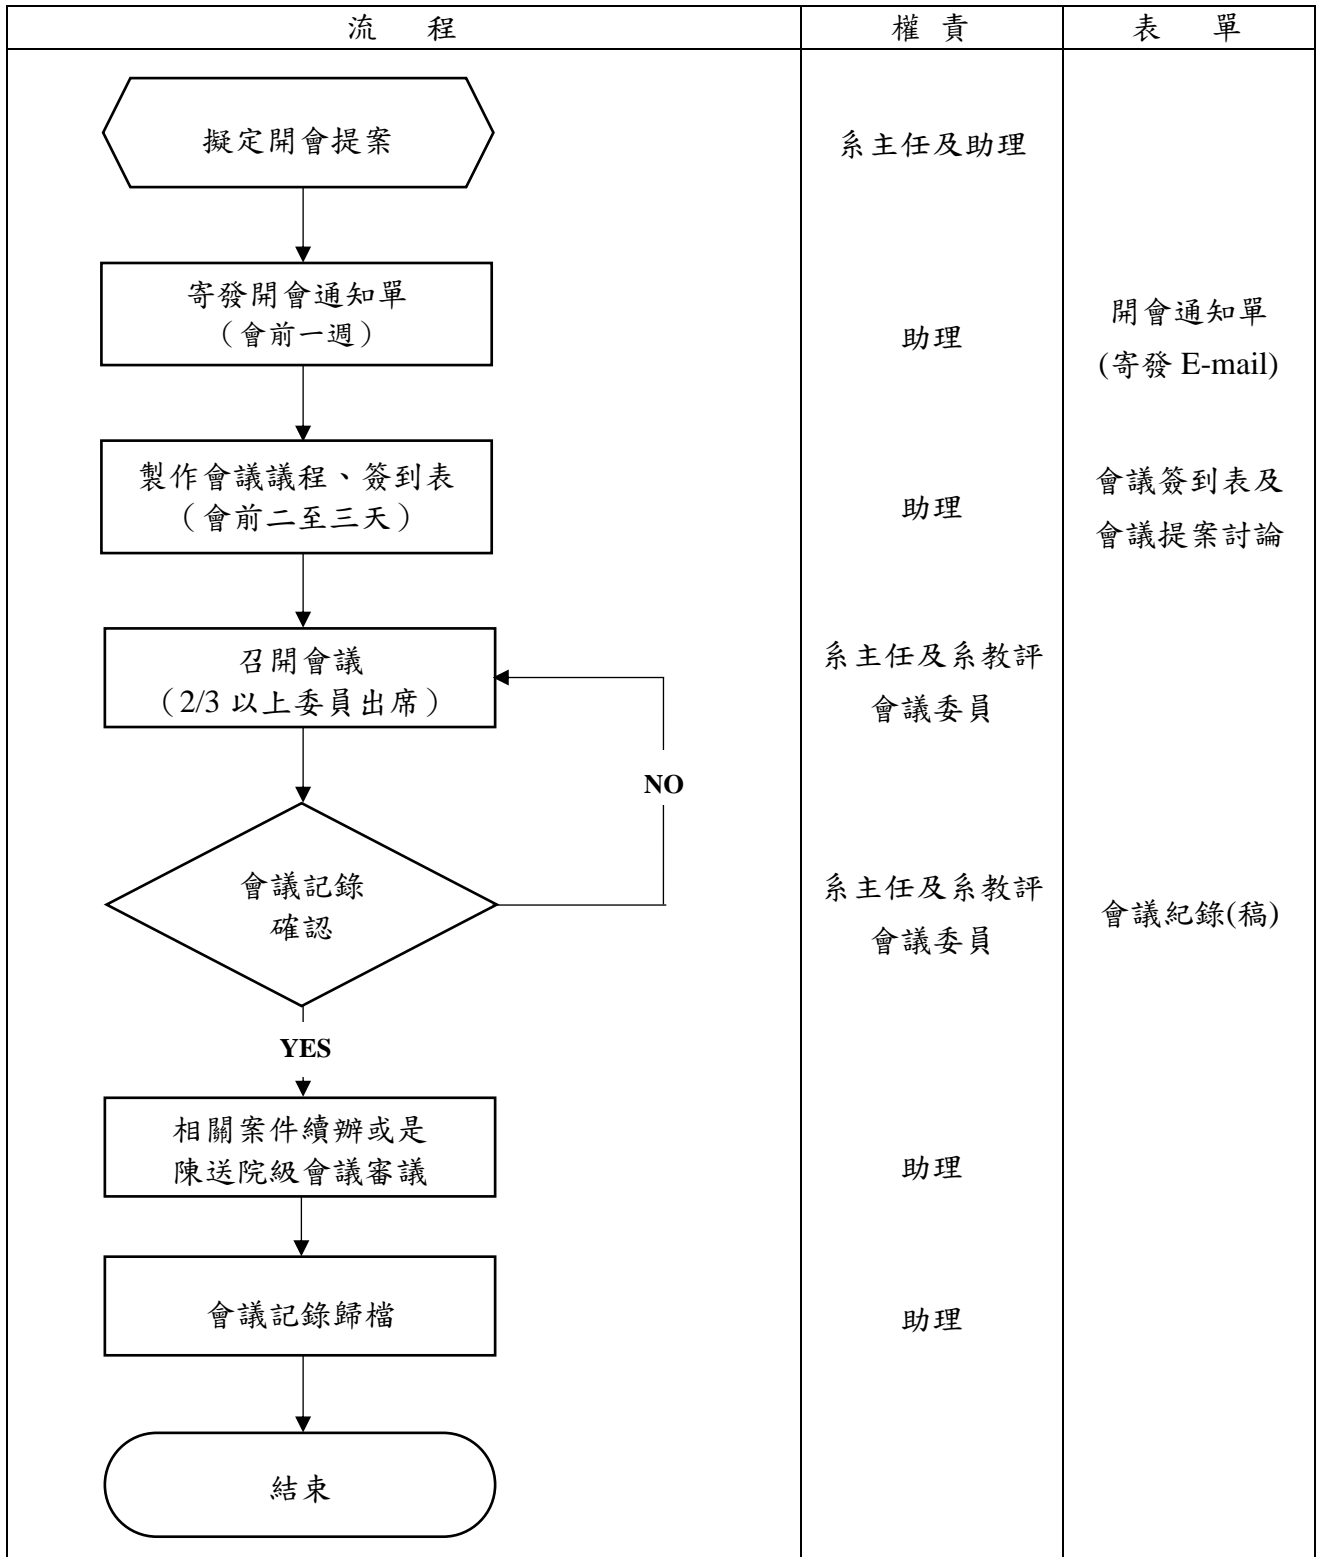 流 程 權 責 表 單
擬定開會提案
系主任及助理
寄發開會通知單
（會前一週）
助理
開會通知單
(寄發 E-mail)
製作會議議程、簽到表
（會前二至三天）
助理
會議簽到表及
會議提案討論
召開會議
（2/3 以上委員出席）
系主任及系教評
會議委員
NO
會議記錄
確認
系主任及系教評
會議委員
會議紀錄(稿)
YES
相關案件續辦或是
陳送院級會議審議
助理
會議記錄歸檔
助理
結束